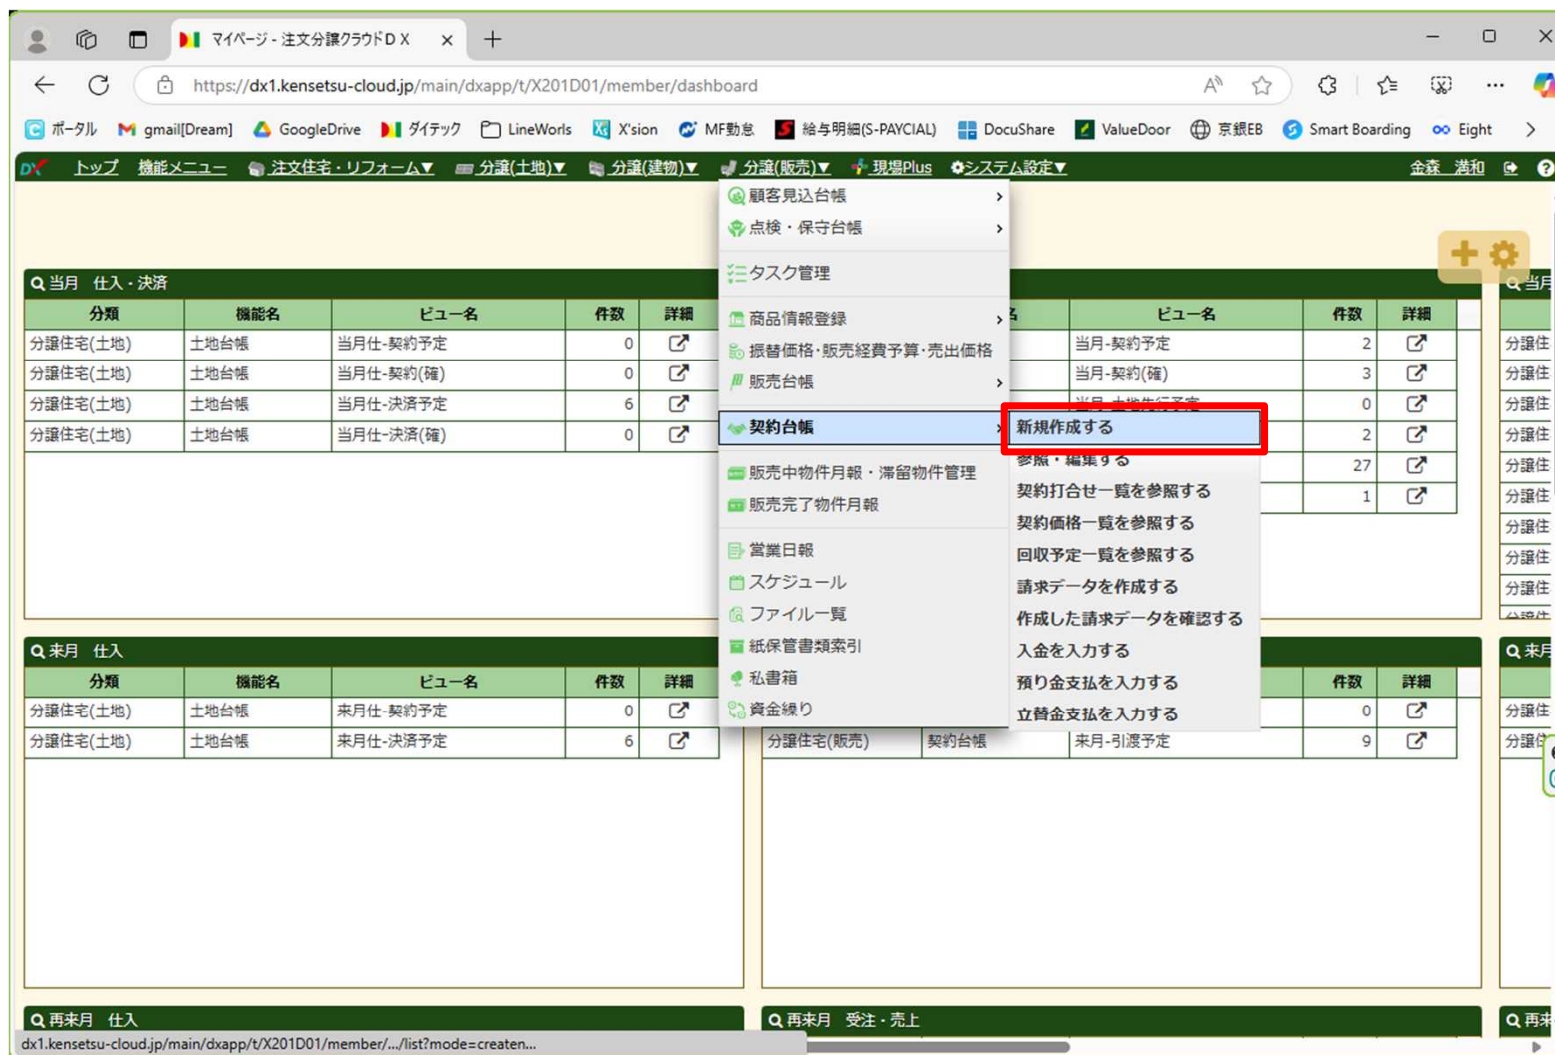 マイページ - 注文分譲クラウドDX
https://dx1.kensetsu-cloud.jp/main/dxapp/t/X201D01/member/dashboard
ポータル gmail[Dream] GoogleDrive ダイテック LineWorls X'sion MF勤怠 給与明細(S-PAYCIAL) DocuShare ValueDoor 京銀EB Smart Boarding Eight
DX トップ 機能メニュー 注文住宅・リフォーム▼ 分譲(土地)▼ 分譲(建物)▼ 分譲(販売)▼ 現場Plus システム設定▼ 金森 満和
顧客見込台帳
点検・保守台帳
タスク管理
商品情報登録
振替価格・販売経費予算・売出価格
販売台帳
契約台帳
販売中物件月報・滞留物件管理
販売完了物件月報
営業日報
スケジュール
ファイル一覧
紙保管書類索引
私書箱
資金繰り
新規作成する
参照・編集する
契約打合せ一覧を参照する
契約価格一覧を参照する
回収予定一覧を参照する
請求データを作成する
作成した請求データを確認する
入金を入力する
預り金支払を入力する
立替金支払を入力する
当月 仕入・決済
分類 機能名 ビュー名 件数 詳細
分譲住宅(土地) 土地台帳 当月仕-契約予定 0
分譲住宅(土地) 土地台帳 当月仕-契約(確) 0
分譲住宅(土地) 土地台帳 当月仕-決済予定 6
分譲住宅(土地) 土地台帳 当月仕-決済(確) 0
ビュー名 件数 詳細
当月-契約予定 2
当月-契約(確) 3
当月-土地先行予定 0
2
27
1
当月
分譲住
分譲住
分譲住
分譲住
分譲住
分譲住
分譲住
分譲住
分譲住
来月 仕入
分類 機能名 ビュー名 件数 詳細
分譲住宅(土地) 土地台帳 来月仕-契約予定 0
分譲住宅(土地) 土地台帳 来月仕-決済予定 6
件数 詳細
0
分譲住宅(販売) 契約台帳 来月-引渡予定 9
来月
分譲住
分譲住
再来月 仕入
再来月 受注・売上
再来
dx1.kensetsu-cloud.jp/main/dxapp/t/X201D01/member/.../list?mode=createn...